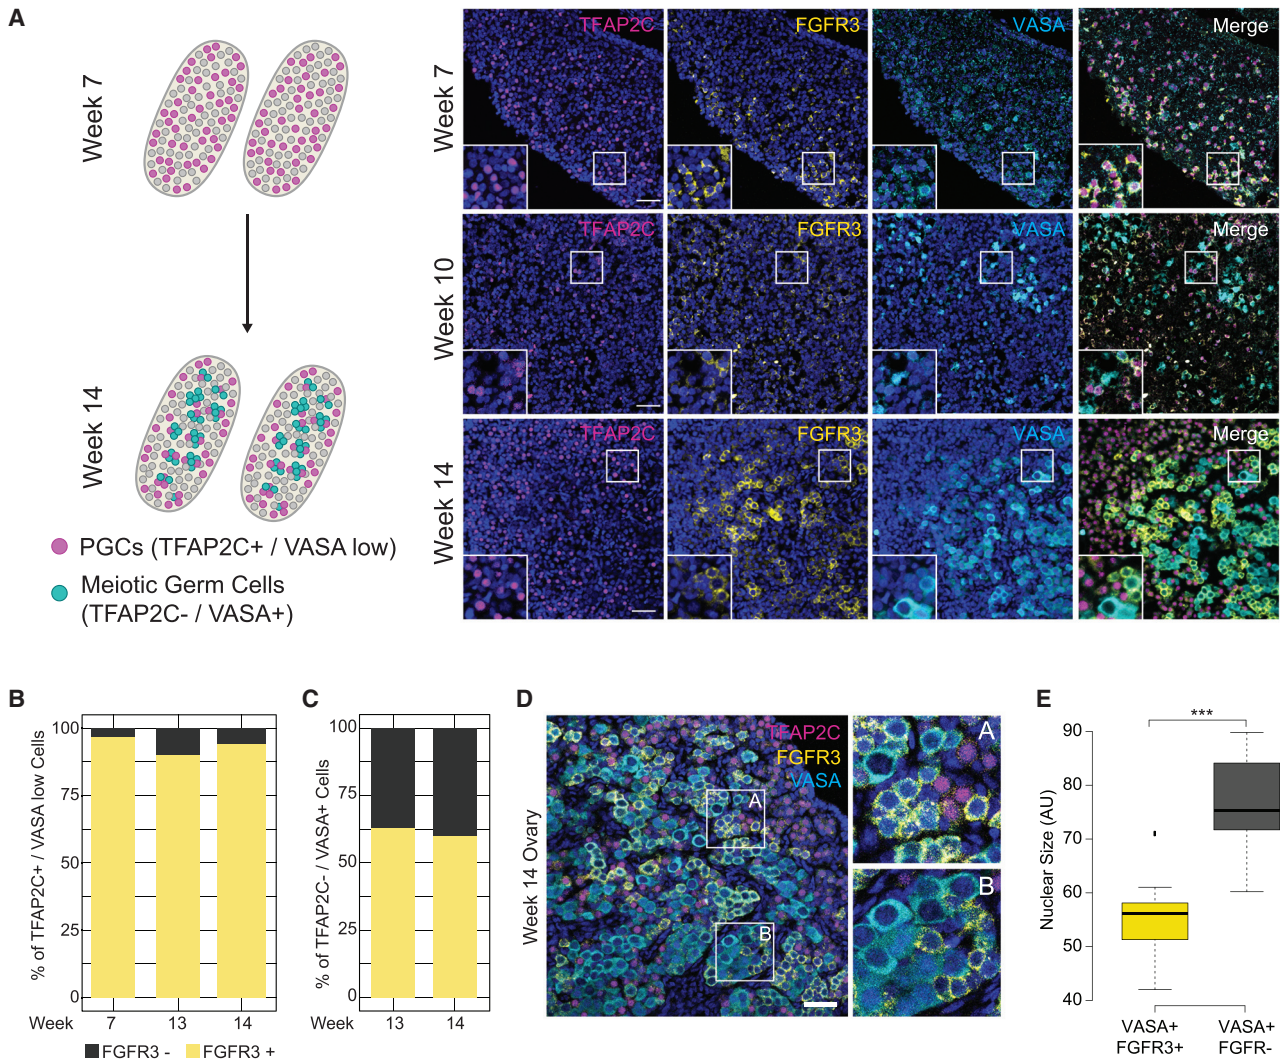 A
Week 7
Week 14
PGCs (TFAP2C+ / VASA low)
Meiotic Germ Cells
(TFAP2C- / VASA+)
Week 7
TFAP2C
FGFR3
VASA
Merge
Week 10
TFAP2C
FGFR3
VASA
Merge
Week 14
TFAP2C
FGFR3
VASA
Merge
B
% of TFAP2C+ / VASA low Cells
100
75
50
25
0
Week 7 13 14
FGFR3 - FGFR3 +
C
% of TFAP2C- / VASA+ Cells
100
75
50
25
0
Week 13 14
D
Week 14 Ovary
TFAP2C
FGFR3
VASA
A
B
A
B
E
Nuclear Size (AU)
90
80
70
60
50
40
***
VASA+
FGFR3+
VASA+
FGFR-